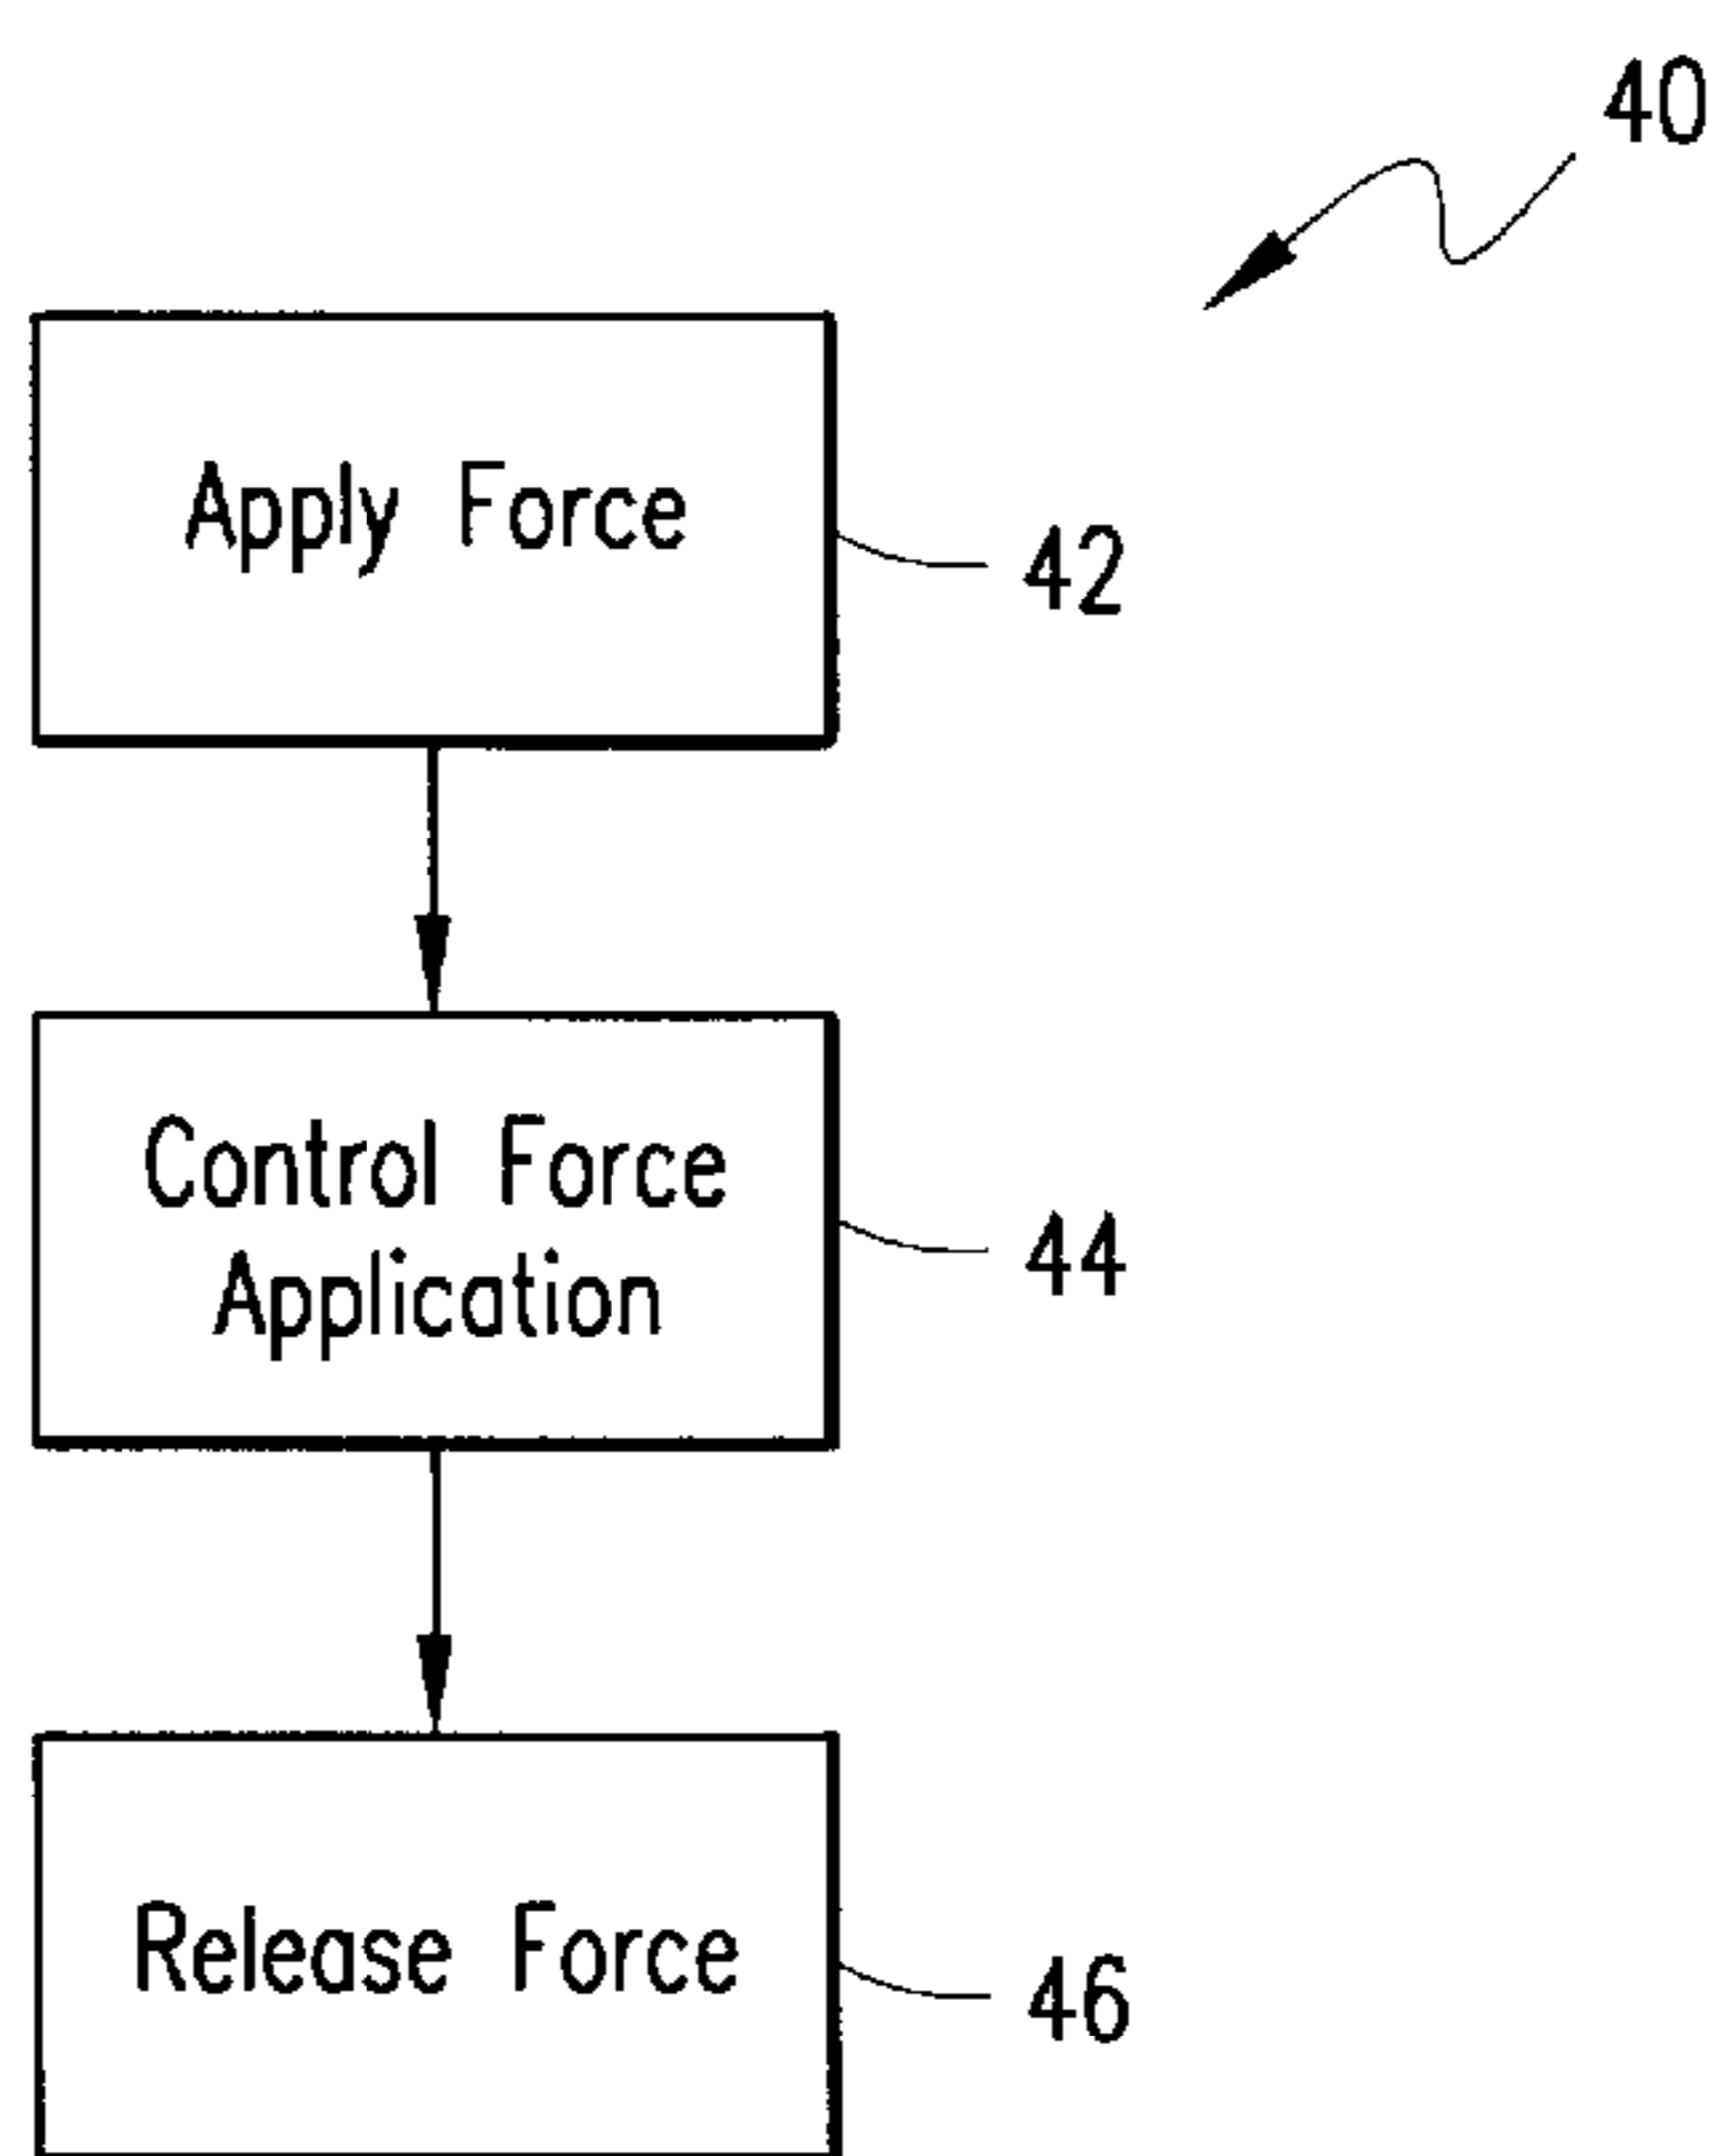 40
Apply Force
42
Control Force
Application
44
Release Force
46